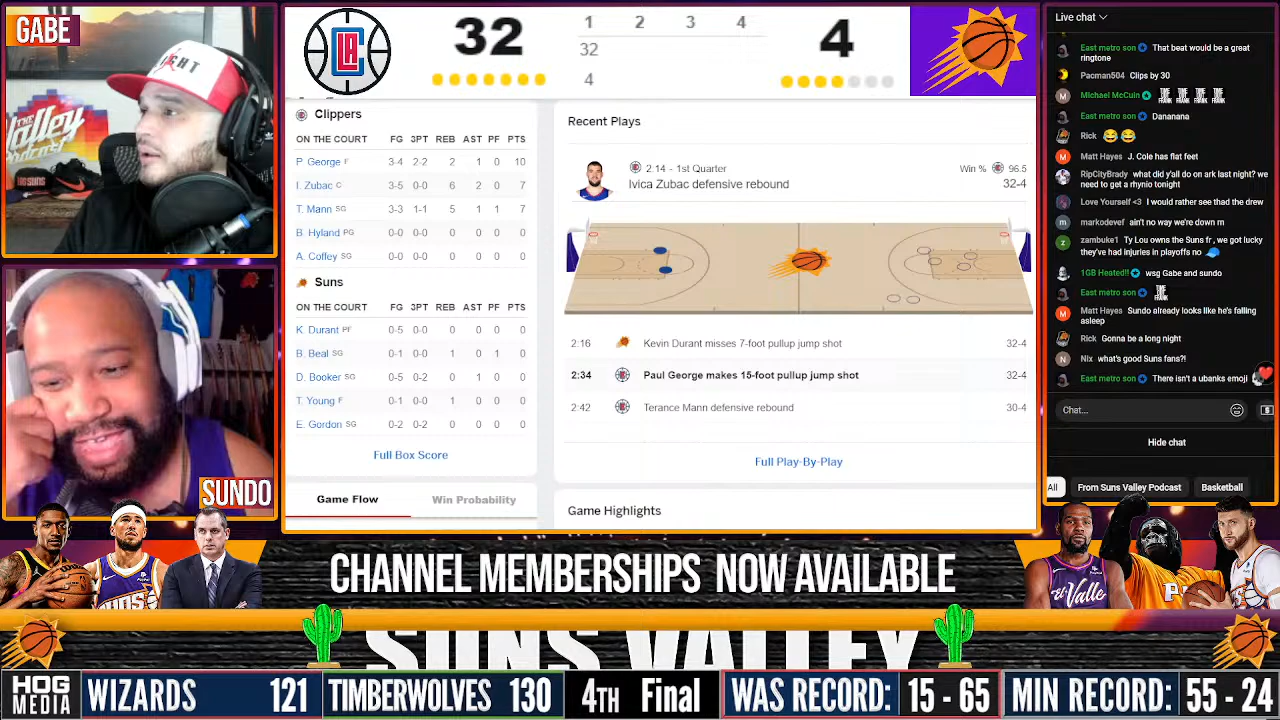 GABE
SUNDO
LA
32
1 2 3 4
32
4
4
Clippers
ON THE COURT FG 3PT REB AST PF PTS
P. George F 3-4 2-2 2 1 0 10
I. Zubac C 3-5 0-0 6 2 0 7
T. Mann SG 3-3 1-1 5 1 1 7
B. Hyland PG 0-0 0-0 0 0 0 0
A. Coffey SG 0-0 0-0 0 0 0 0
Suns
ON THE COURT FG 3PT REB AST PF PTS
K. Durant PF 0-5 0-0 0 0 0 0
B. Beal SG 0-1 0-0 1 0 1 0
D. Booker SG 0-5 0-2 0 1 0 0
T. Young F 0-1 0-0 1 0 0 0
E. Gordon SG 0-2 0-2 0 0 0 0
Full Box Score
Game Flow Win Probability
Recent Plays
2:14 - 1st Quarter Win % 96.5
Ivica Zubac defensive rebound 32-4
2:16 Kevin Durant misses 7-foot pullup jump shot 32-4
2:34 Paul George makes 15-foot pullup jump shot 32-4
2:42 Terance Mann defensive rebound 30-4
Full Play-By-Play
Game Highlights
Live chat
East metro son That beat would be a great
ringtone
Pacman504 Clips by 30
Michael McCuin
East metro son Dananana
Rick 😂😂
Matt Hayes J. Cole has flat feet
RipCityBrady what did y'all do on ark last night? we
need to get a rhynio tonight
Love Yourself <3 I would rather see thad the drew
markodevef ain't no way we're down rn
zambuke1 Ty Lou owns the Suns fr , we got lucky
they've had injuries in playoffs no 🧢
1GB Heated!! wsg Gabe and sundo
East metro son
Matt Hayes Sundo already looks like he's falling
asleep
Rick Gonna be a long night
Nix what's good Suns fans?!
East metro son There isn't a ubanks emoji
Chat...
Hide chat
All From Suns Valley Podcast Basketball
CHANNEL MEMBERSHIPS NOW AVAILABLE
SUNS VALLEY
HOG
MEDIA
WIZARDS 121 TIMBERWOLVES 130 4TH Final WAS RECORD: 15 - 65 MIN RECORD: 55 - 24